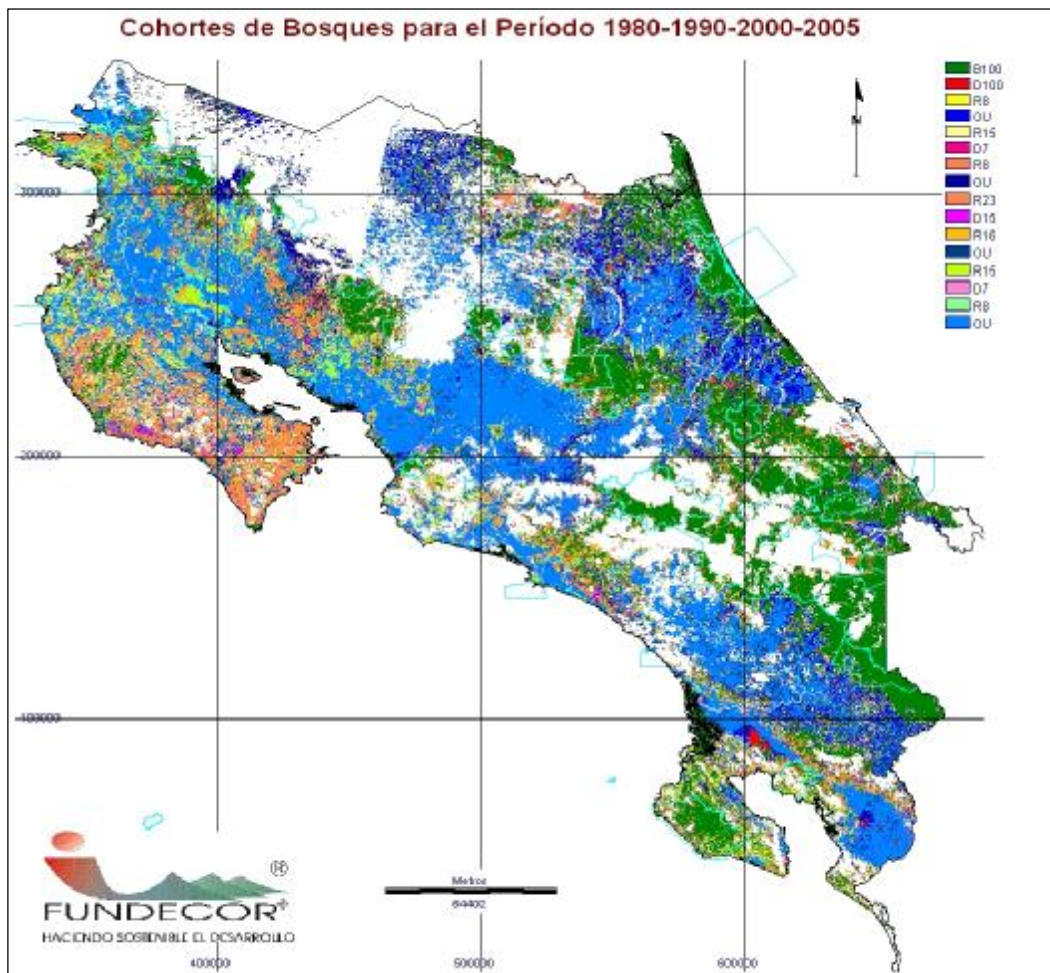 Cohortes de Bosques para el Período 1980-1990-2000-2005
B100
D100
R8
OU
R15
D7
R8
OU
R23
D15
R16
OU
R15
D7
R8
OU
N
300000
200000
100000
Metros
64402
FUNDECOR
®
HACIENDO SOSTENIBLE EL DESARROLLO
400000
500000
600000